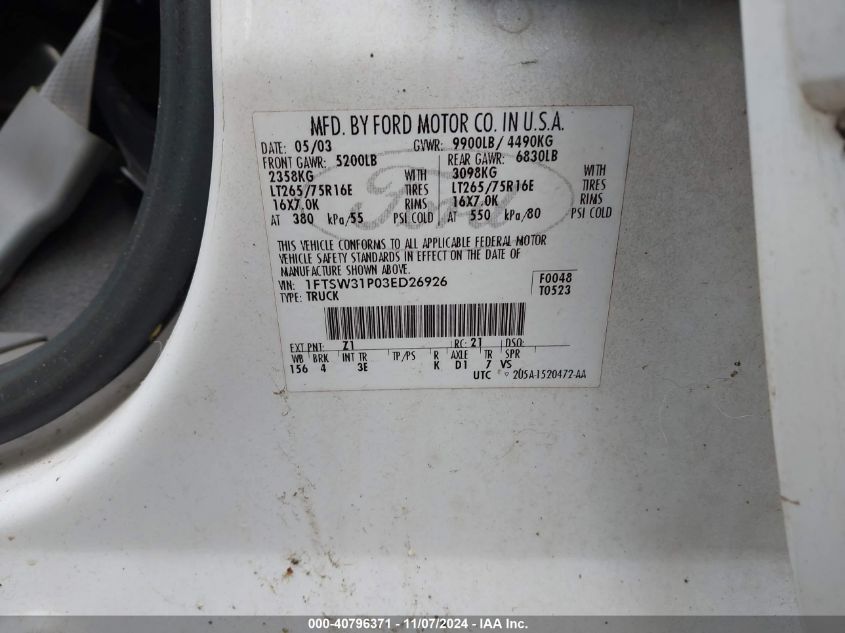 MFD. BY FORD MOTOR CO. IN U.S.A.
DATE: 05/03 GVWR: 9900LB/ 4490KG
FRONT GAWR: 5200LB REAR GAWR: 6830LB
2358KG WITH 3098KG WITH
LT265/75R16E TIRES LT265/75R16E TIRES
16X7.0K RIMS 16X7.0K RIMS
AT 380 kPa/55 PSI COLD AT 550 kPa/80 PSI COLD
Ford
THIS VEHICLE CONFORMS TO ALL APPLICABLE FEDERAL MOTOR
VEHICLE SAFETY STANDARDS IN EFFECT ON THE DATE OF
MANUFACTURE SHOWN ABOVE.
VIN: 1FTSW31P03ED26926 F0048
TYPE: TRUCK T0523
EXT PNT: Z1 RC: 21 DSO:
WB BRK INT TR TP/PS R AXLE TR SPR
156 4 3E K D1 7 VS
UTC 2U5A-1520472-AA
000-40796371 - 11/07/2024 - IAA Inc.